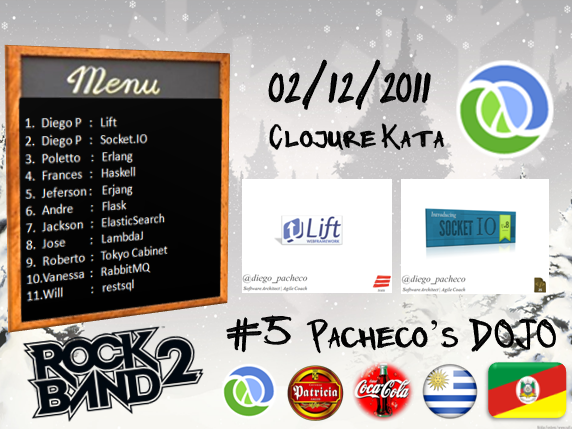 Menu
1. Diego P : Lift
2. Diego P : Socket.IO
3. Poletto : Erlang
4. Frances : Haskell
5. Jeferson : Erjang
6. Andre : Flask
7. Jackson : ElasticSearch
8. Jose : LambdaJ
9. Roberto : Tokyo Cabinet
10.Vanessa : RabbitMQ
11.Will : restsql
02/12/2011
Clojure Kata
Lift
WEB FRAMEWORK
@diego_pacheco
Software Architect | Agile Coach
Introducing
SOCKET IO
@diego_pacheco
Software Architect | Agile Coach
#5 Pacheco's DOJO
ROCK
BAND 2
Patricia
Coca-Cola